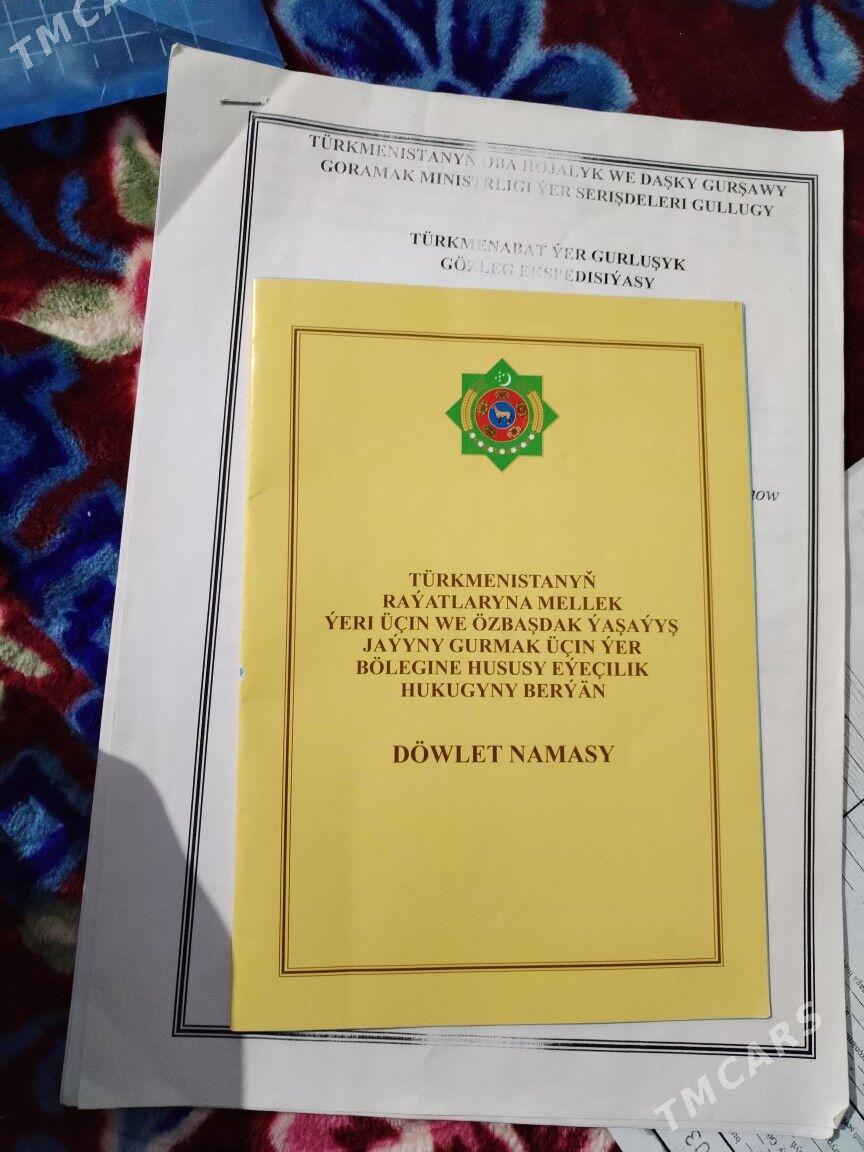 TMCARS
TÜRKMENISTANYŇ OBA HOJALYK WE DAŞKY GURŞAWY
GORAMAK MINISTRLIGI ÝER SERIŞDELERI GULLUGY
TÜRKMENABAT ÝER GURLUŞYK
GÖZLEG EKSPEDISIÝASY
TÜRKMENISTANYŇ
RAÝATLARYNA MELLEK
ÝERI ÜÇIN WE ÖZBAŞDAK ÝAŞAÝYŞ
JAÝYNY GURMAK ÜÇIN ÝER
BÖLEGINE HUSUSY EÝEÇILIK
HUKUGYNY BERÝÄN
DÖWLET NAMASY
TMCARS